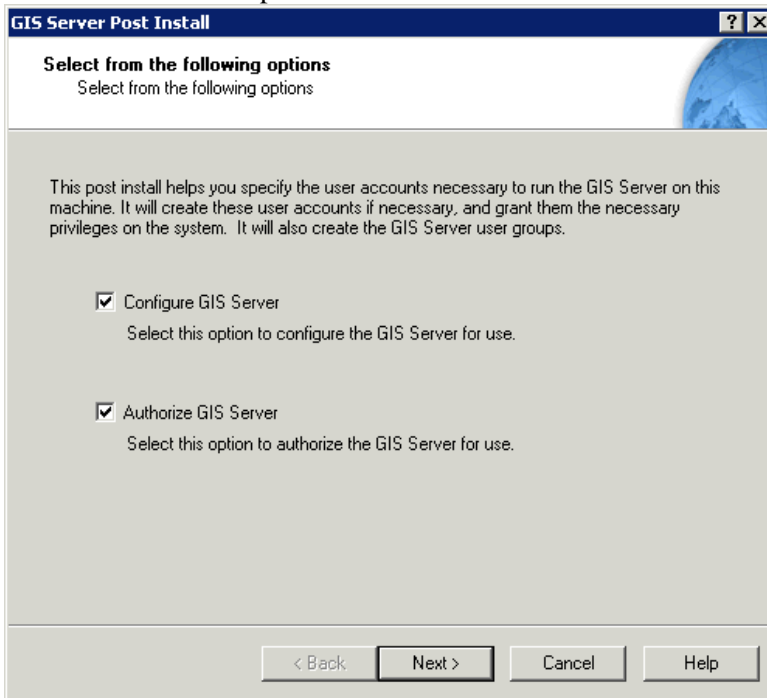 GIS Server Post Install
Select from the following options
Select from the following options
This post install helps you specify the user accounts necessary to run the GIS Server on this
machine. It will create these user accounts if necessary, and grant them the necessary
privileges on the system. It will also create the GIS Server user groups.
Configure GIS Server
Select this option to configure the GIS Server for use.
Authorize GIS Server
Select this option to authorize the GIS Server for use.
< Back Next > Cancel Help